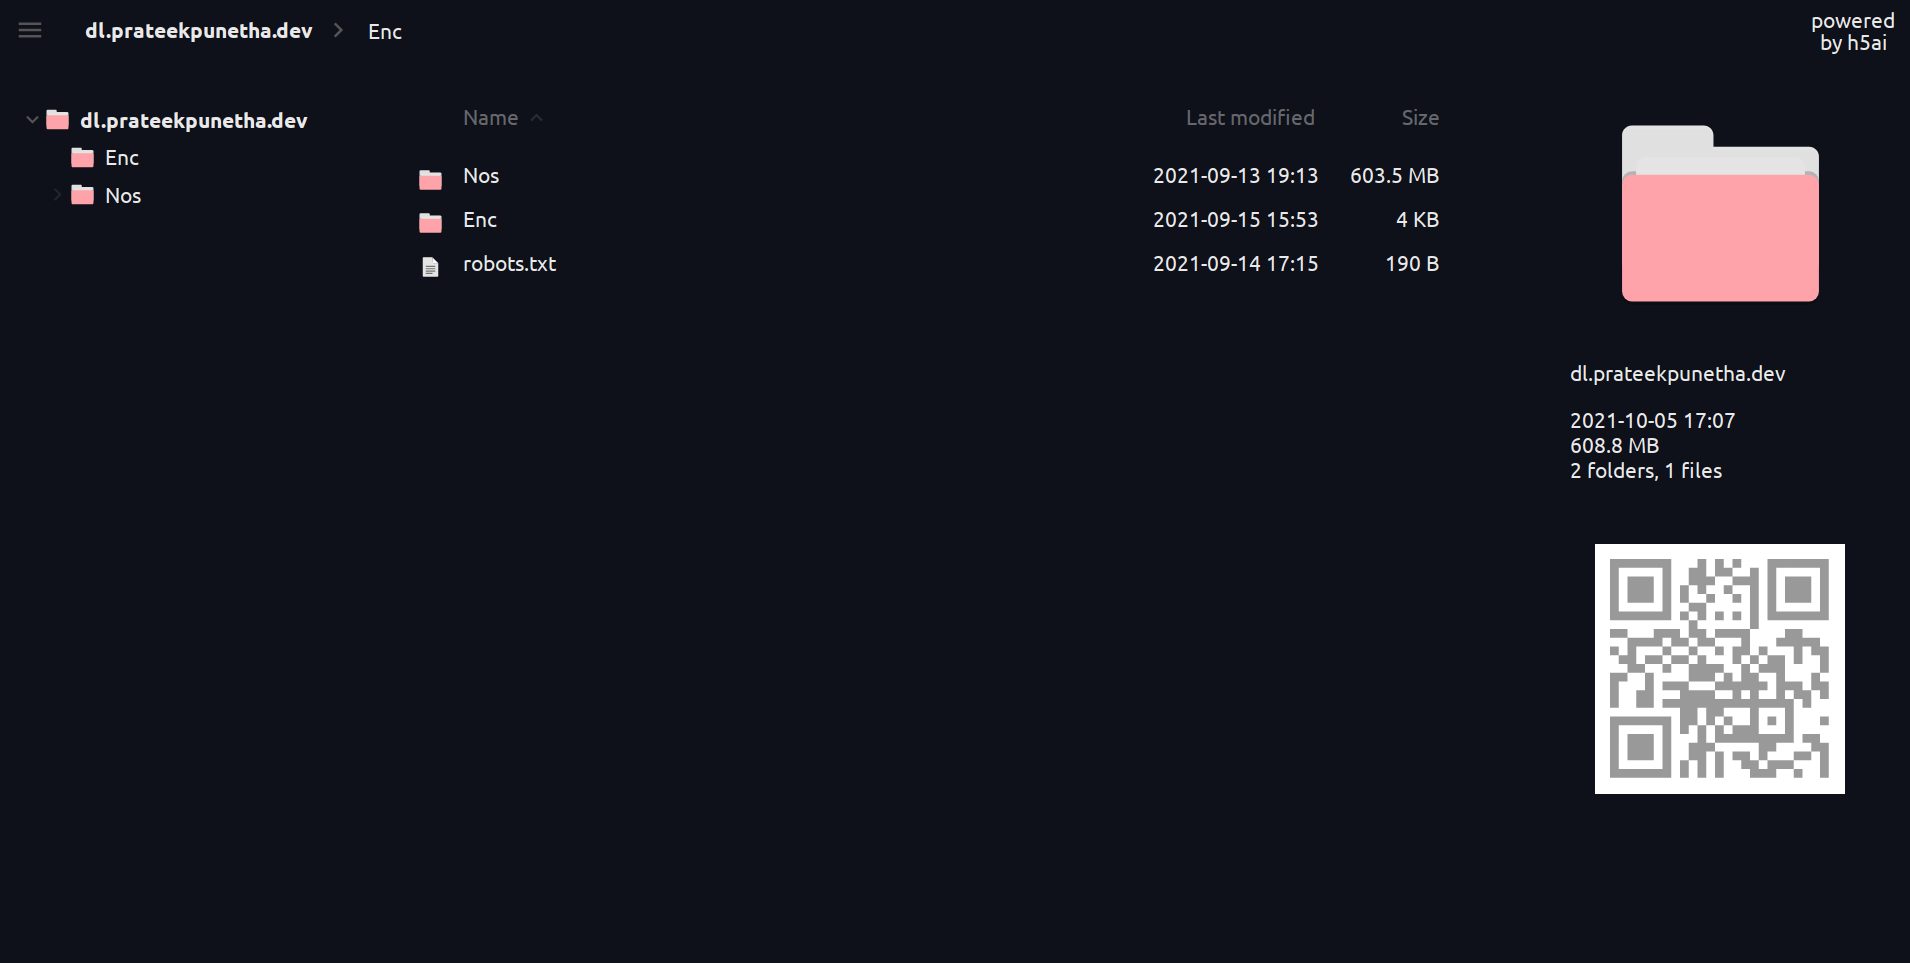 dl.prateekpunetha.dev
Enc
powered
by h5ai
dl.prateekpunetha.dev
Enc
Nos
Name Last modified Size
Nos 2021-09-13 19:13 603.5 MB
Enc 2021-09-15 15:53 4 KB
robots.txt 2021-09-14 17:15 190 B
dl.prateekpunetha.dev
2021-10-05 17:07
608.8 MB
2 folders, 1 files